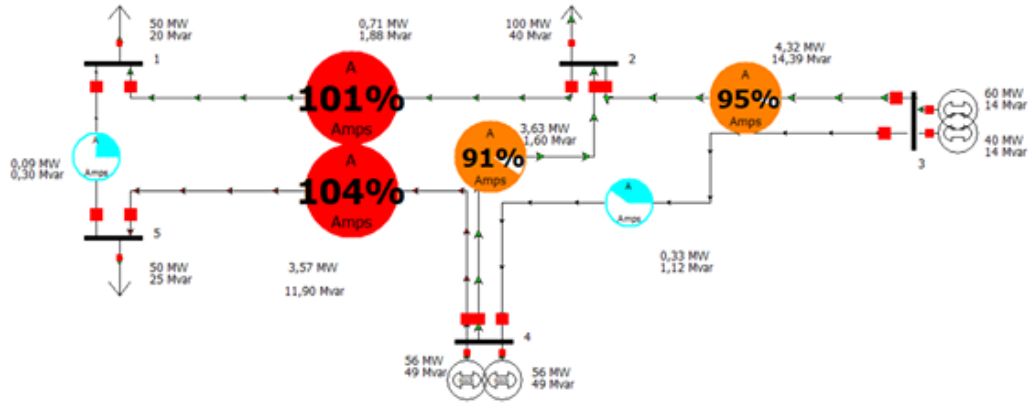 50 MW
20 Mvar
1
0,71 MW
1,88 Mvar
100 MW
40 Mvar
2
4,32 MW
14,39 Mvar
A
101%
Amps
A
95%
Amps
60 MW
14 Mvar
40 MW
14 Mvar
3
A
Amps
0,09 MW
0,30 Mvar
3,63 MW
1,60 Mvar
A
91%
Amps
A
104%
Amps
A
Amps
5
50 MW
25 Mvar
3,57 MW
11,90 Mvar
0,33 MW
1,12 Mvar
4
56 MW
49 Mvar
56 MW
49 Mvar